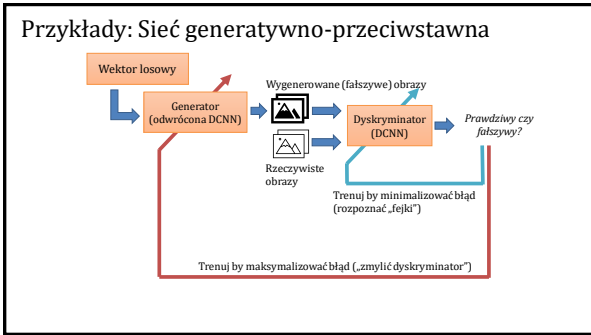 Przykłady: Sieć generatywno-przeciwstawna
Wektor losowy
Generator
(odwrócona DCNN)
Wygenerowane (fałszywe) obrazy
Rzeczywiste
obrazy
Dyskryminator
(DCNN)
Prawdziwy czy
fałszywy?
Trenuj by minimalizować błąd
(rozpoznać „fejki”)
Trenuj by maksymalizować błąd („zmylić dyskryminator”)